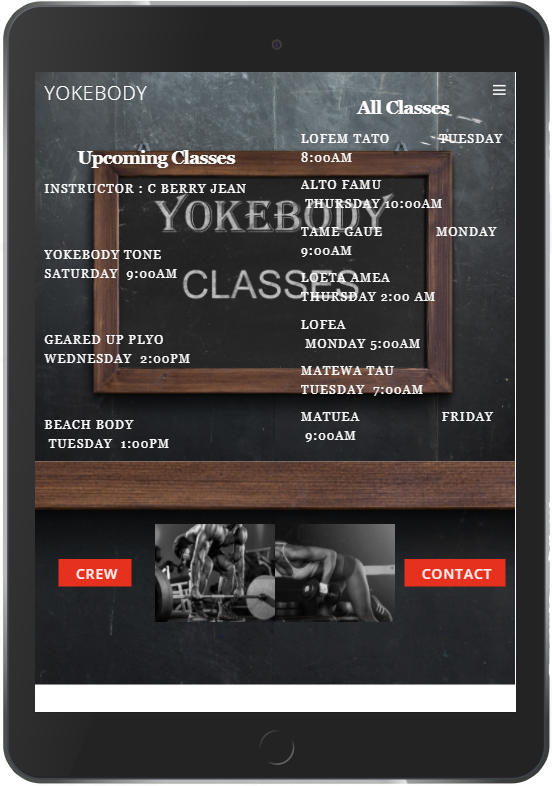 YOKEBODY
All Classes
LOFEM TATO TUESDAY
8:00AM
ALTO FAMU
THURSDAY 10:00AM
TAME GAUE MONDAY
9:00AM
LOETA AMEA
THURSDAY 2:00 AM
LOFEA
MONDAY 5:00AM
MATEWA TAU
TUESDAY 7:00AM
MATUEA FRIDAY
9:00AM
Upcoming Classes
INSTRUCTOR : C BERRY JEAN
YOKEBODY TONE
SATURDAY 9:00AM
GEARED UP PLYO
WEDNESDAY 2:00PM
BEACH BODY
TUESDAY 1:00PM
YOKEBODY
CLASSES
CREW
CONTACT